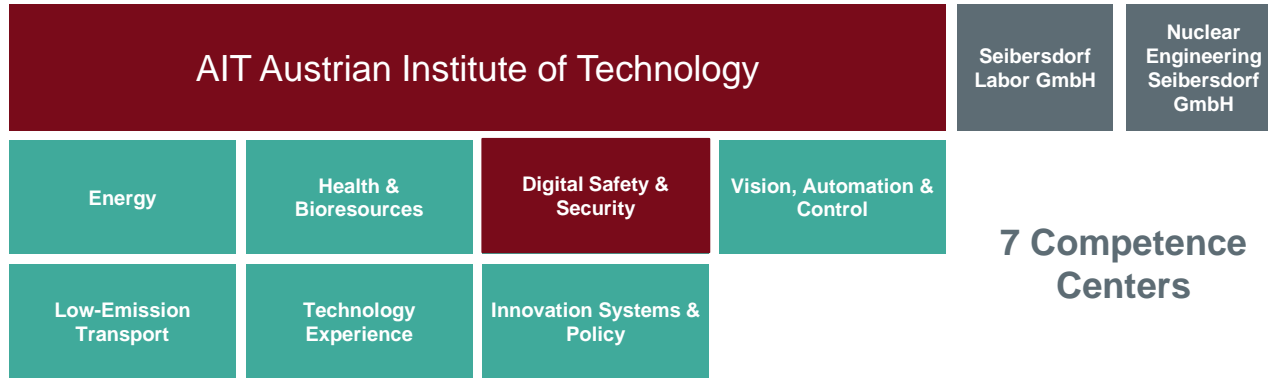 AIT Austrian Institute of Technology
Seibersdorf
Labor GmbH
Nuclear
Engineering
Seibersdorf
GmbH
Energy
Health &
Bioresources
Digital Safety &
Security
Vision, Automation &
Control
Low-Emission
Transport
Technology
Experience
Innovation Systems &
Policy
7 Competence
Centers